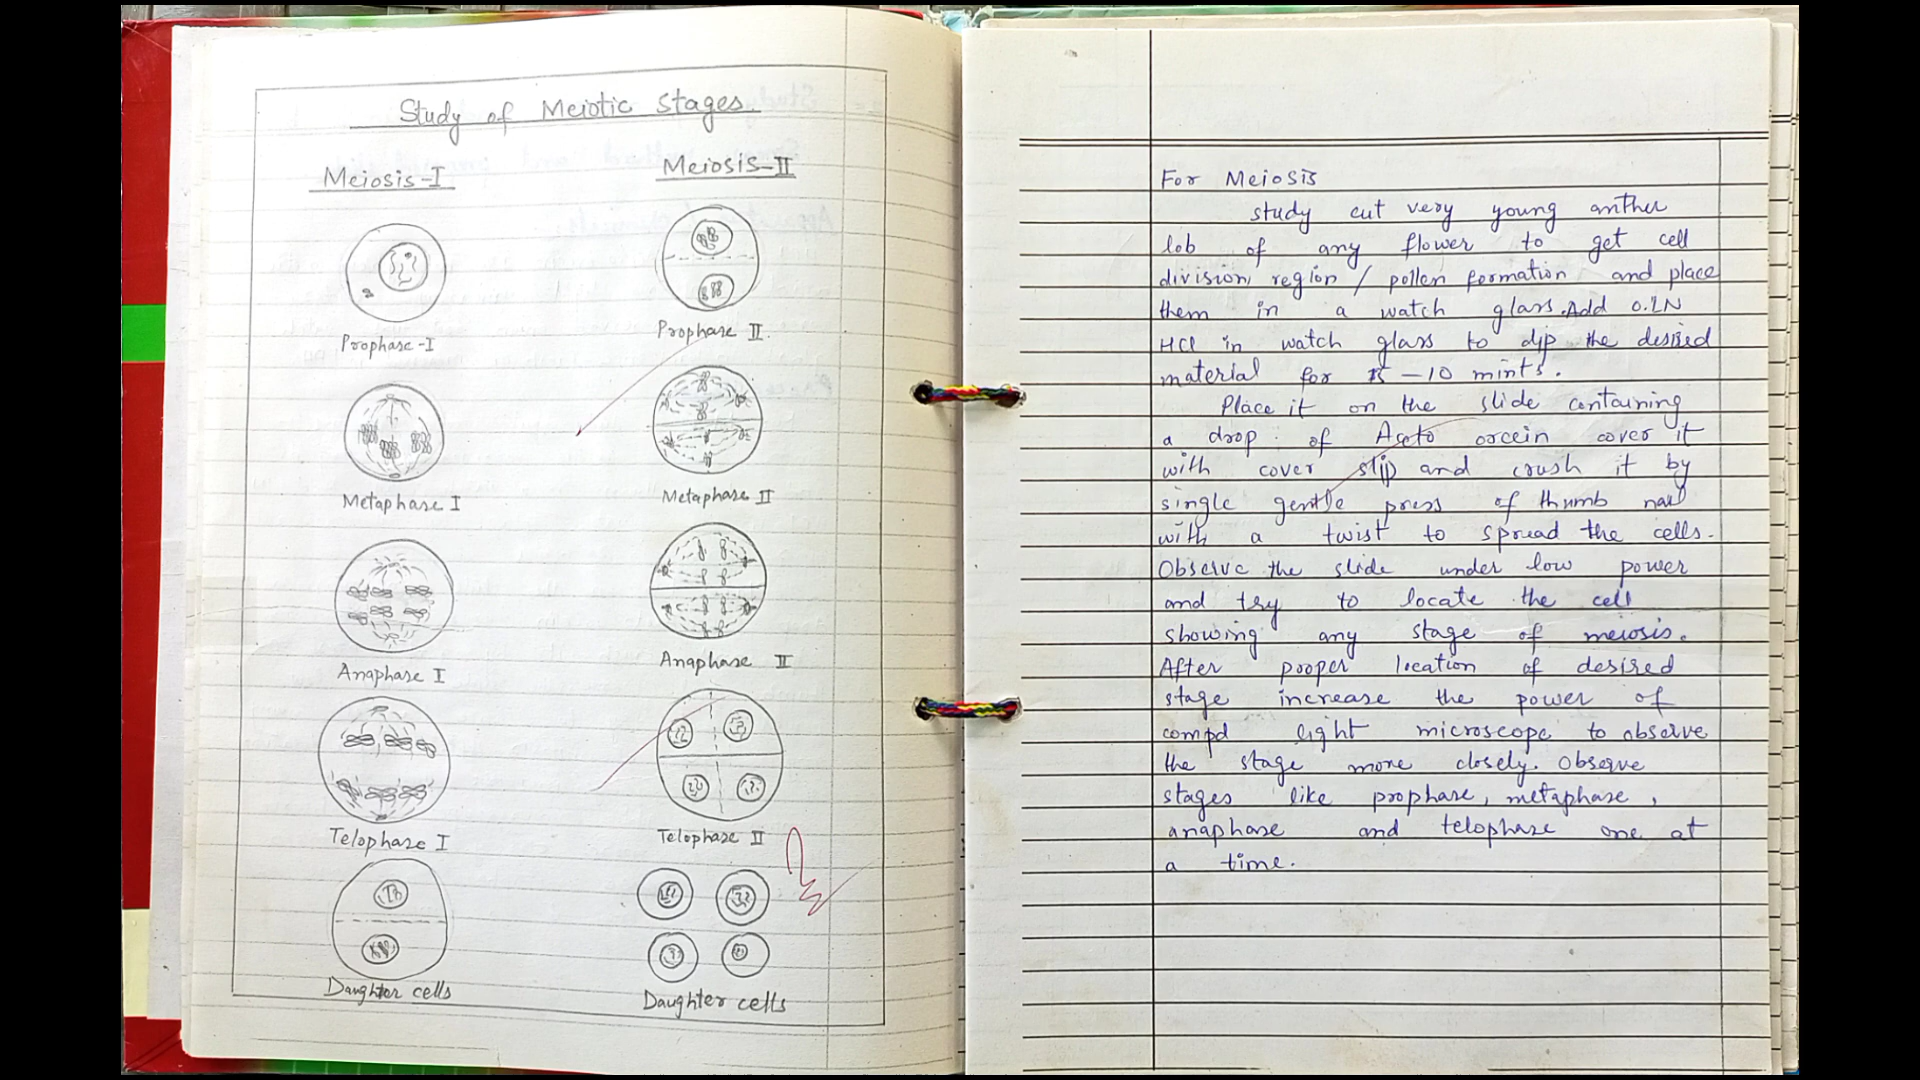 Study of Meiotic stages.
Meiosis-I
Prophase-I
Metaphase I
Anaphase I
Telophase I
Daughter cells
Meiosis-II
Prophase II.
Metaphase II
Anaphase II
Telophase II
Daughter cells
For Meiosis
study cut very young anther
lob of any flower to get cell
division region / pollen formation and place
them in a watch glass. Add 0.2N
HCl in watch glass to dip the desired
material for 5-10 mints.
Place it on the slide containing
a drop of Aceto orcein cover it
with cover slip and crush it by
single gentle press of thumb nail
with a twist to spread the cells.
Observe the slide under low power
and try to locate the cell
showing any stage of meiosis.
After pooper location of desired
stage increase the power of
compd light microscope to observe
the stage more closely. Observe
stages like prophase, metaphase,
anaphase and telophase one at
a time.